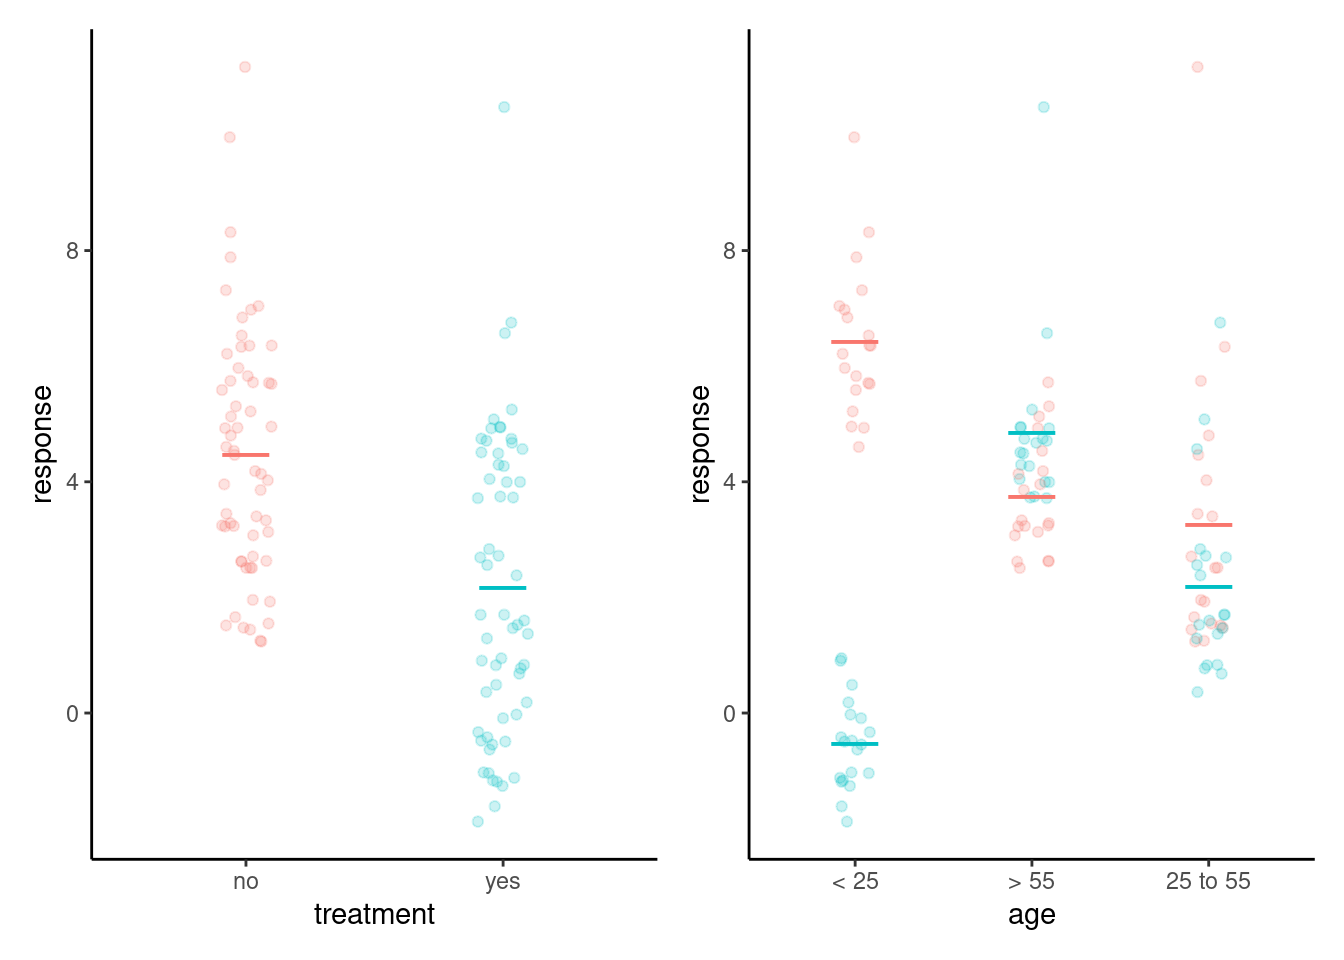 response
8
4
0
no
yes
treatment
response
8
4
0
< 25
> 55
25 to 55
age